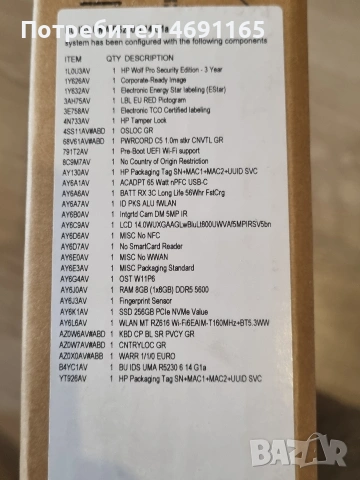 Потребител 4691165
system has been configured with the following components
ITEM QTY DESCRIPTION
1L0U3AV 1 HP Wolf Pro Security Edition - 3 Year
1Y826AV 1 Corporate-Ready Image
1Y832AV 1 Electronic Energy Star labeling (EStar)
3AH75AV 1 LBL EU RED Pictogram
3E758AV 1 Electronic TCO Certified labeling
4N733AV 1 HP Tamper Lock
4SS11AV#ABD 1 OSLOC GR
68V61AV#ABD 1 PWRCORD C5 1.0m stkr CNVTL GR
791T2AV 1 Pre-Boot UEFI Wi-Fi support
8C9M7AV 1 No Country of Origin Restriction
AY130AV 1 HP Packaging Tag SN+MAC1+MAC2+UUID SVC
AY5A1AV 1 ACADPT 65 Watt nPFC USB-C
AY6A6AV 1 BATT RX 3C Long Life 56Whr FstCrg
AY6A7AV 1 ID PKS ALU fWLAN
AY6B0AV 1 Intgrtd Cam DM 5MP IR
AY6C9AV 1 LCD 14.0WUXGAAGLwBluLt800UWVAf5MPIRSV5bn
AY6D6AV 1 MISC No NFC
AY6D7AV 1 No SmartCard Reader
AY6E0AV 1 MISC No WWAN
AY6E3AV 1 MISC Packaging Standard
AY6G4AV 1 OST W11P6
AY6J0AV 1 RAM 8GB (1x8GB) DDR5 5600
AY6J3AV 1 Fingerprint Sensor
AY6K1AV 1 SSD 256GB PCIe NVMe Value
AY6L6AV 1 WLAN MT RZ616 Wi-Fi6EAIM-T160MHz+BT5.3WW
AZ0W6AV#ABD 1 KBD CP BL SR PVCY GR
AZ0W7AV#ABD 1 CNTRYLOC GR
AZ0X0AV#ABB 1 WARR 1/1/0 EURO
B4YC1AV 1 BU IDS UMA R5230 6 14 G1a
YT926AV 1 HP Packaging Tag SN+MAC1+MAC2+UUID SVC
BAZAR